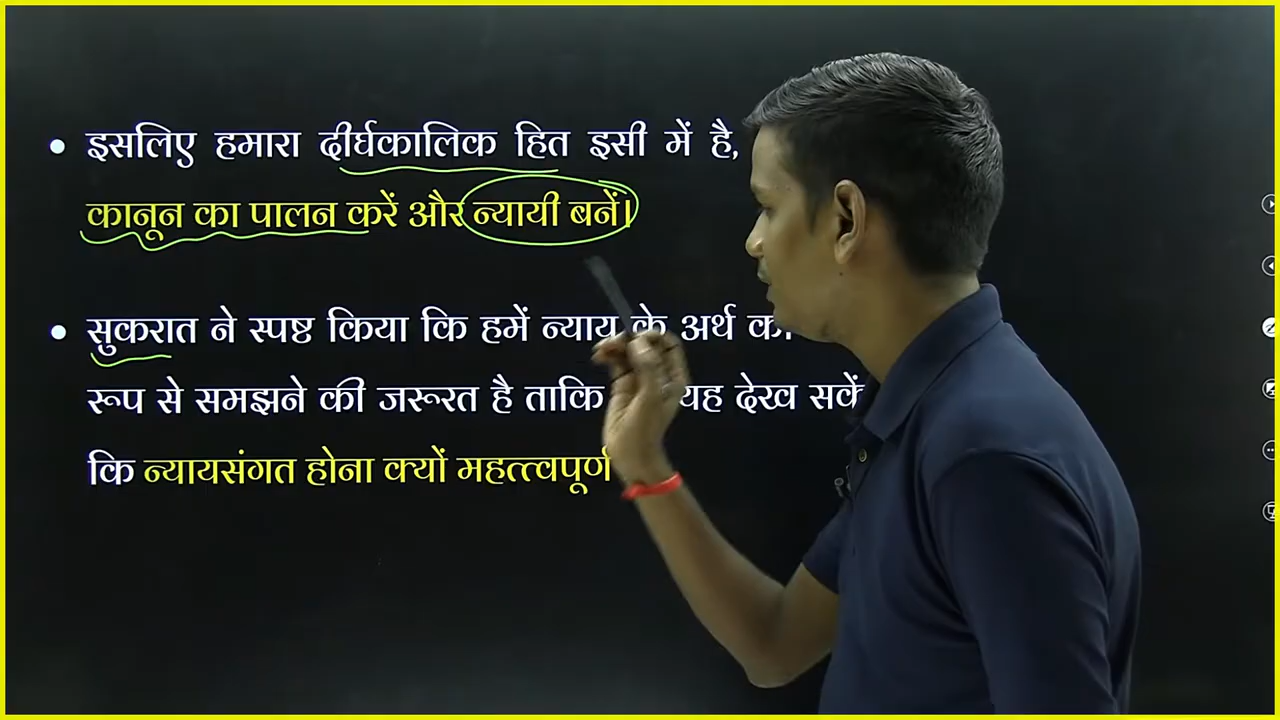 • इसलिए हमारा दीर्घकालिक हित इसी में है,
कानून का पालन करें और न्यायी बनें।
• सुकरात ने स्पष्ट किया कि हमें न्याय के अर्थ
रूप से समझने की जरूरत है ताकि यह देख सकें
कि न्यायसंगत होना क्यों महत्त्वपूर्ण